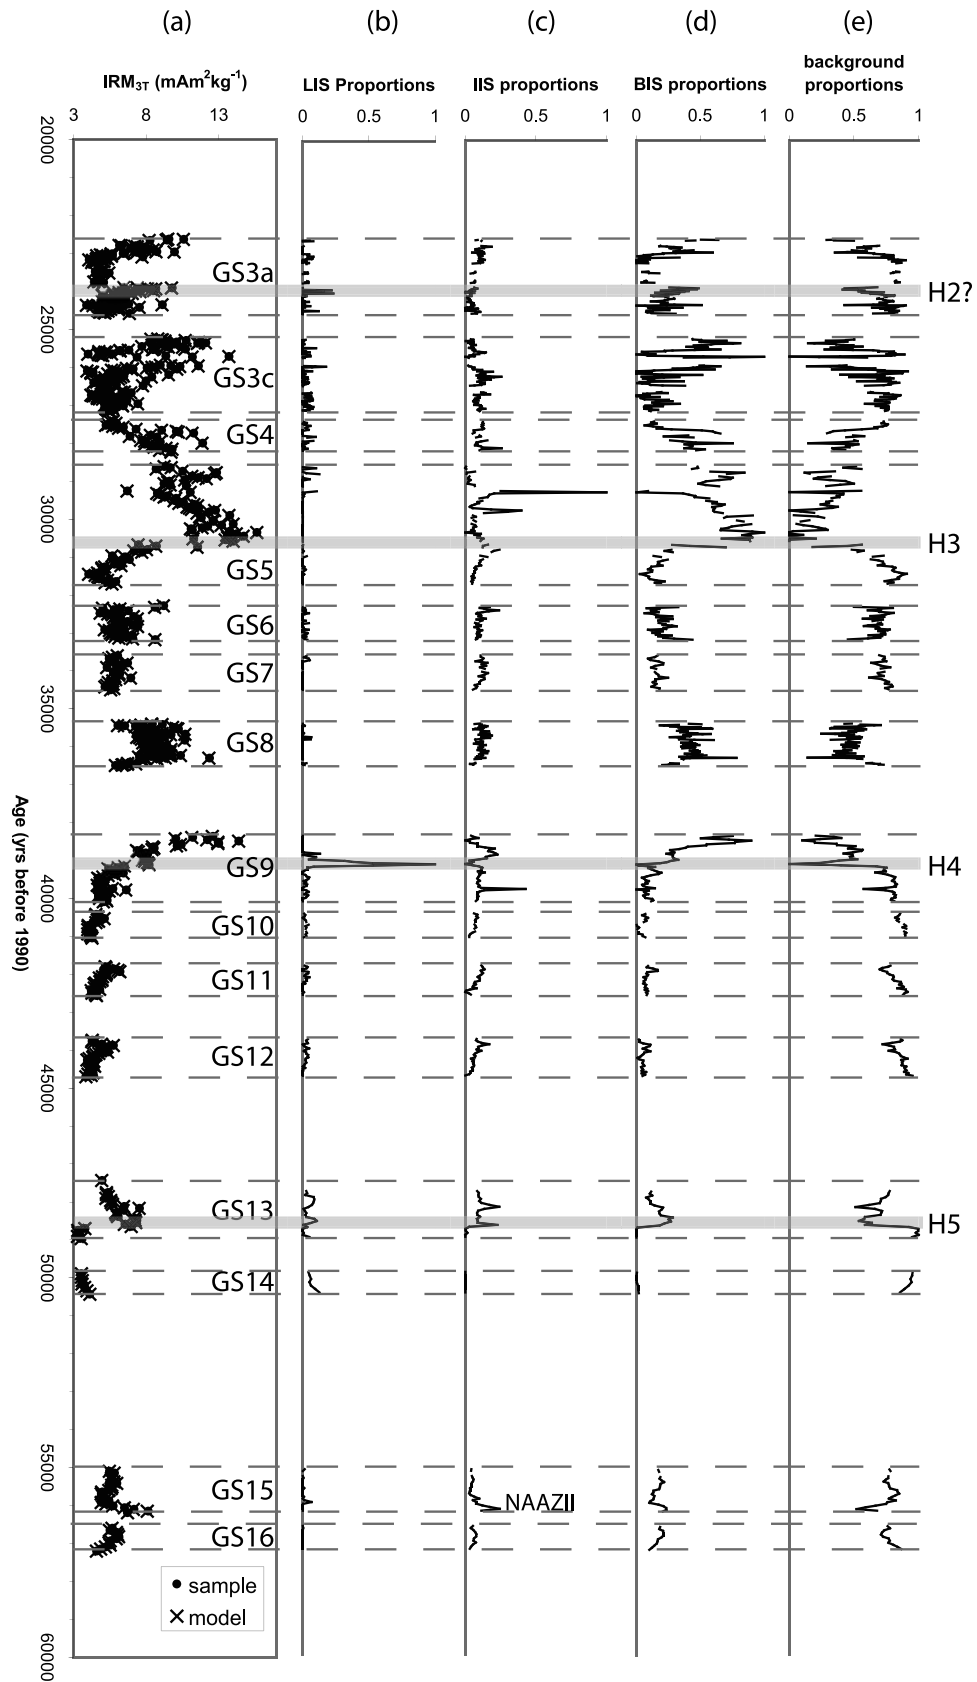 (a) (b) (c) (d) (e)
IRM3T (mAm²kg⁻¹) LIS Proportions IIS proportions BIS proportions background proportions
3 8 13 0 0.5 1 0 0.5 1 0 0.5 1 0 0.5 1
20000
GS3a
H2?
25000
GS3c
GS4
30000
H3
GS5
GS6
GS7
35000
GS8
Age (yrs before 1990)
GS9
H4
40000
GS10
GS11
GS12
45000
GS13
H5
GS14
50000
55000
GS15
NAAZII
GS16
sample
model
60000